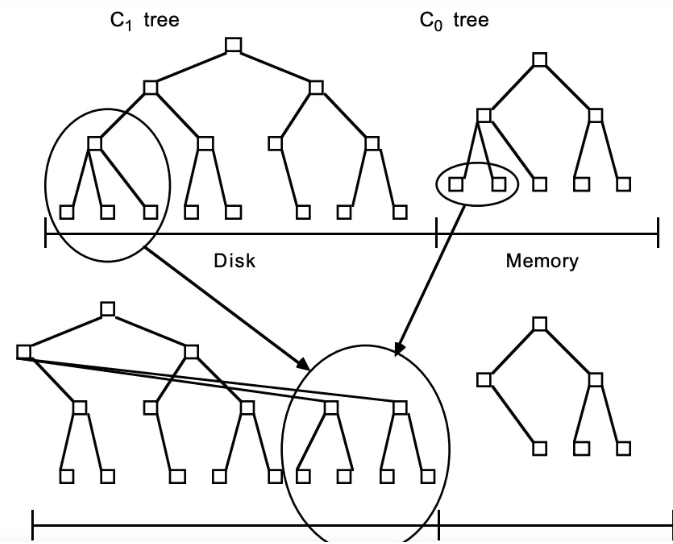 C₁ tree
C₀ tree
Disk
Memory